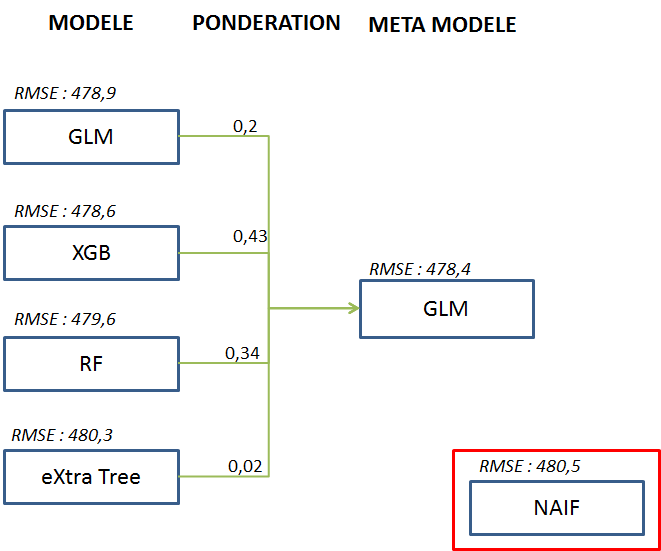 MODELE PONDERATION META MODELE
RMSE : 478,9
GLM
0,2
RMSE : 478,6
XGB
0,43
RMSE : 478,4
GLM
RMSE : 479,6
RF
0,34
RMSE : 480,3
eXtra Tree
0,02
RMSE : 480,5
NAIF